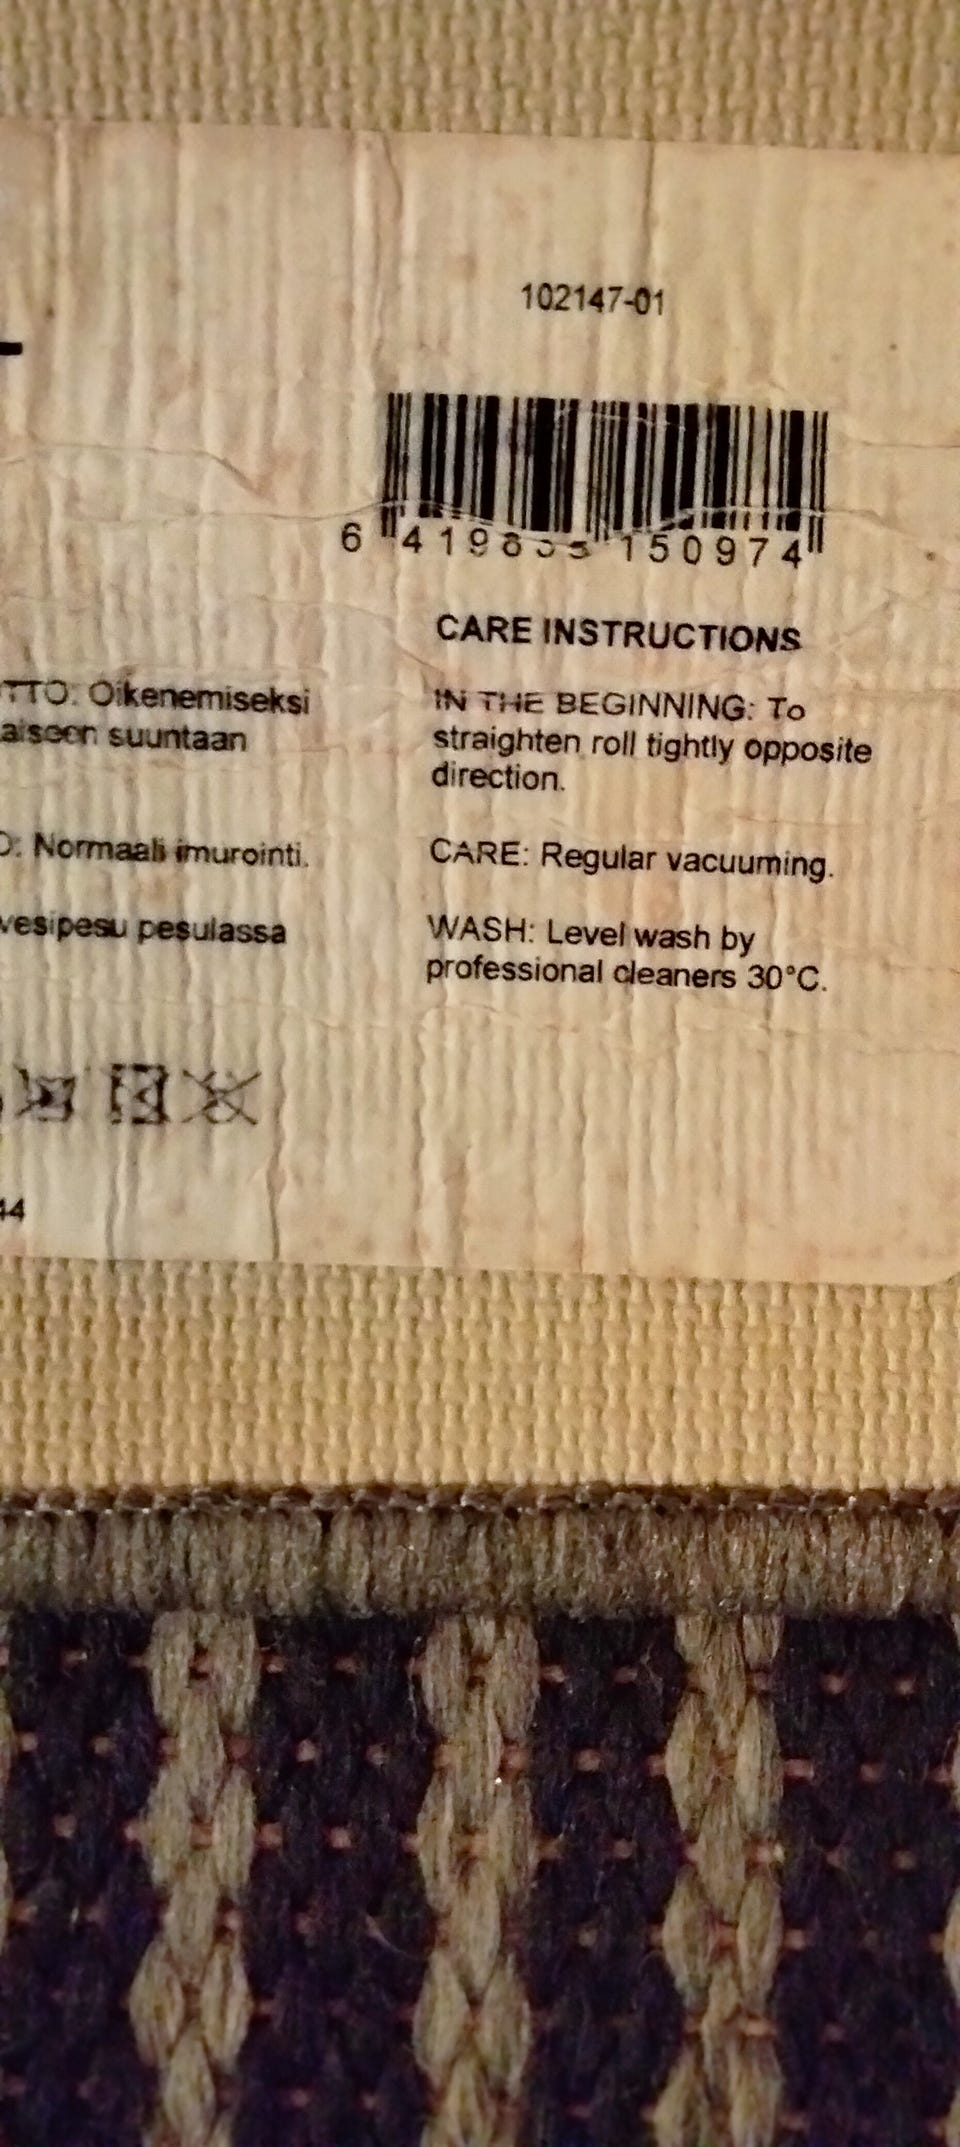 102147-01
6 419833 150974
CARE INSTRUCTIONS
TTO: Oikenemiseksi
aiseen suuntaan
IN THE BEGINNING: To
straighten roll tightly opposite
direction.
O: Normaali imurointi.
CARE: Regular vacuuming.
vesipesu pesulassa
WASH: Level wash by
professional cleaners 30°C.
44